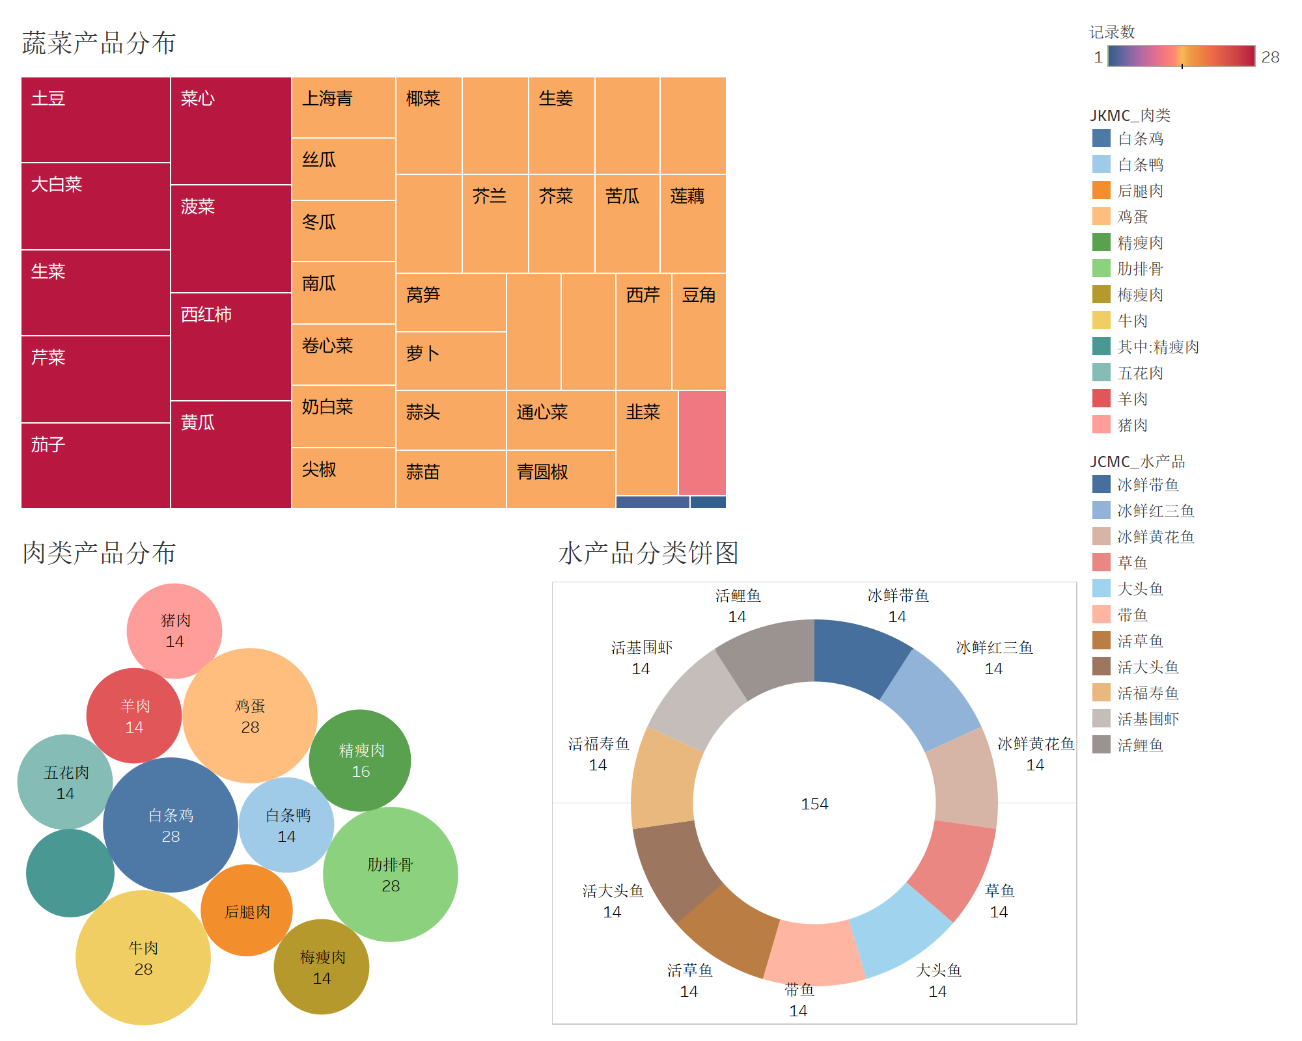 蔬菜产品分布
土豆
大白菜
生菜
芹菜
茄子
菜心
菠菜
西红柿
黄瓜
上海青
丝瓜
冬瓜
南瓜
卷心菜
奶白菜
尖椒
椰菜
生姜
芥兰
芥菜
苦瓜
莲藕
莴笋
萝卜
西芹
豆角
蒜头
通心菜
韭菜
蒜苗
青圆椒
记录数
1
28
JKMC_肉类
白条鸡
白条鸭
后腿肉
鸡蛋
精瘦肉
肋排骨
梅瘦肉
牛肉
其中:精瘦肉
五花肉
羊肉
猪肉
JCMC_水产品
冰鲜带鱼
冰鲜红三鱼
冰鲜黄花鱼
草鱼
大头鱼
带鱼
活草鱼
活大头鱼
活福寿鱼
活基围虾
活鲤鱼
肉类产品分布
猪肉
14
羊肉
14
鸡蛋
28
精瘦肉
16
五花肉
14
白条鸡
28
白条鸭
14
肋排骨
28
后腿肉
牛肉
28
梅瘦肉
14
水产品分类饼图
活鲤鱼
14
冰鲜带鱼
14
活基围虾
14
冰鲜红三鱼
14
活福寿鱼
14
冰鲜黄花鱼
14
154
活大头鱼
14
草鱼
14
活草鱼
14
大头鱼
14
带鱼
14